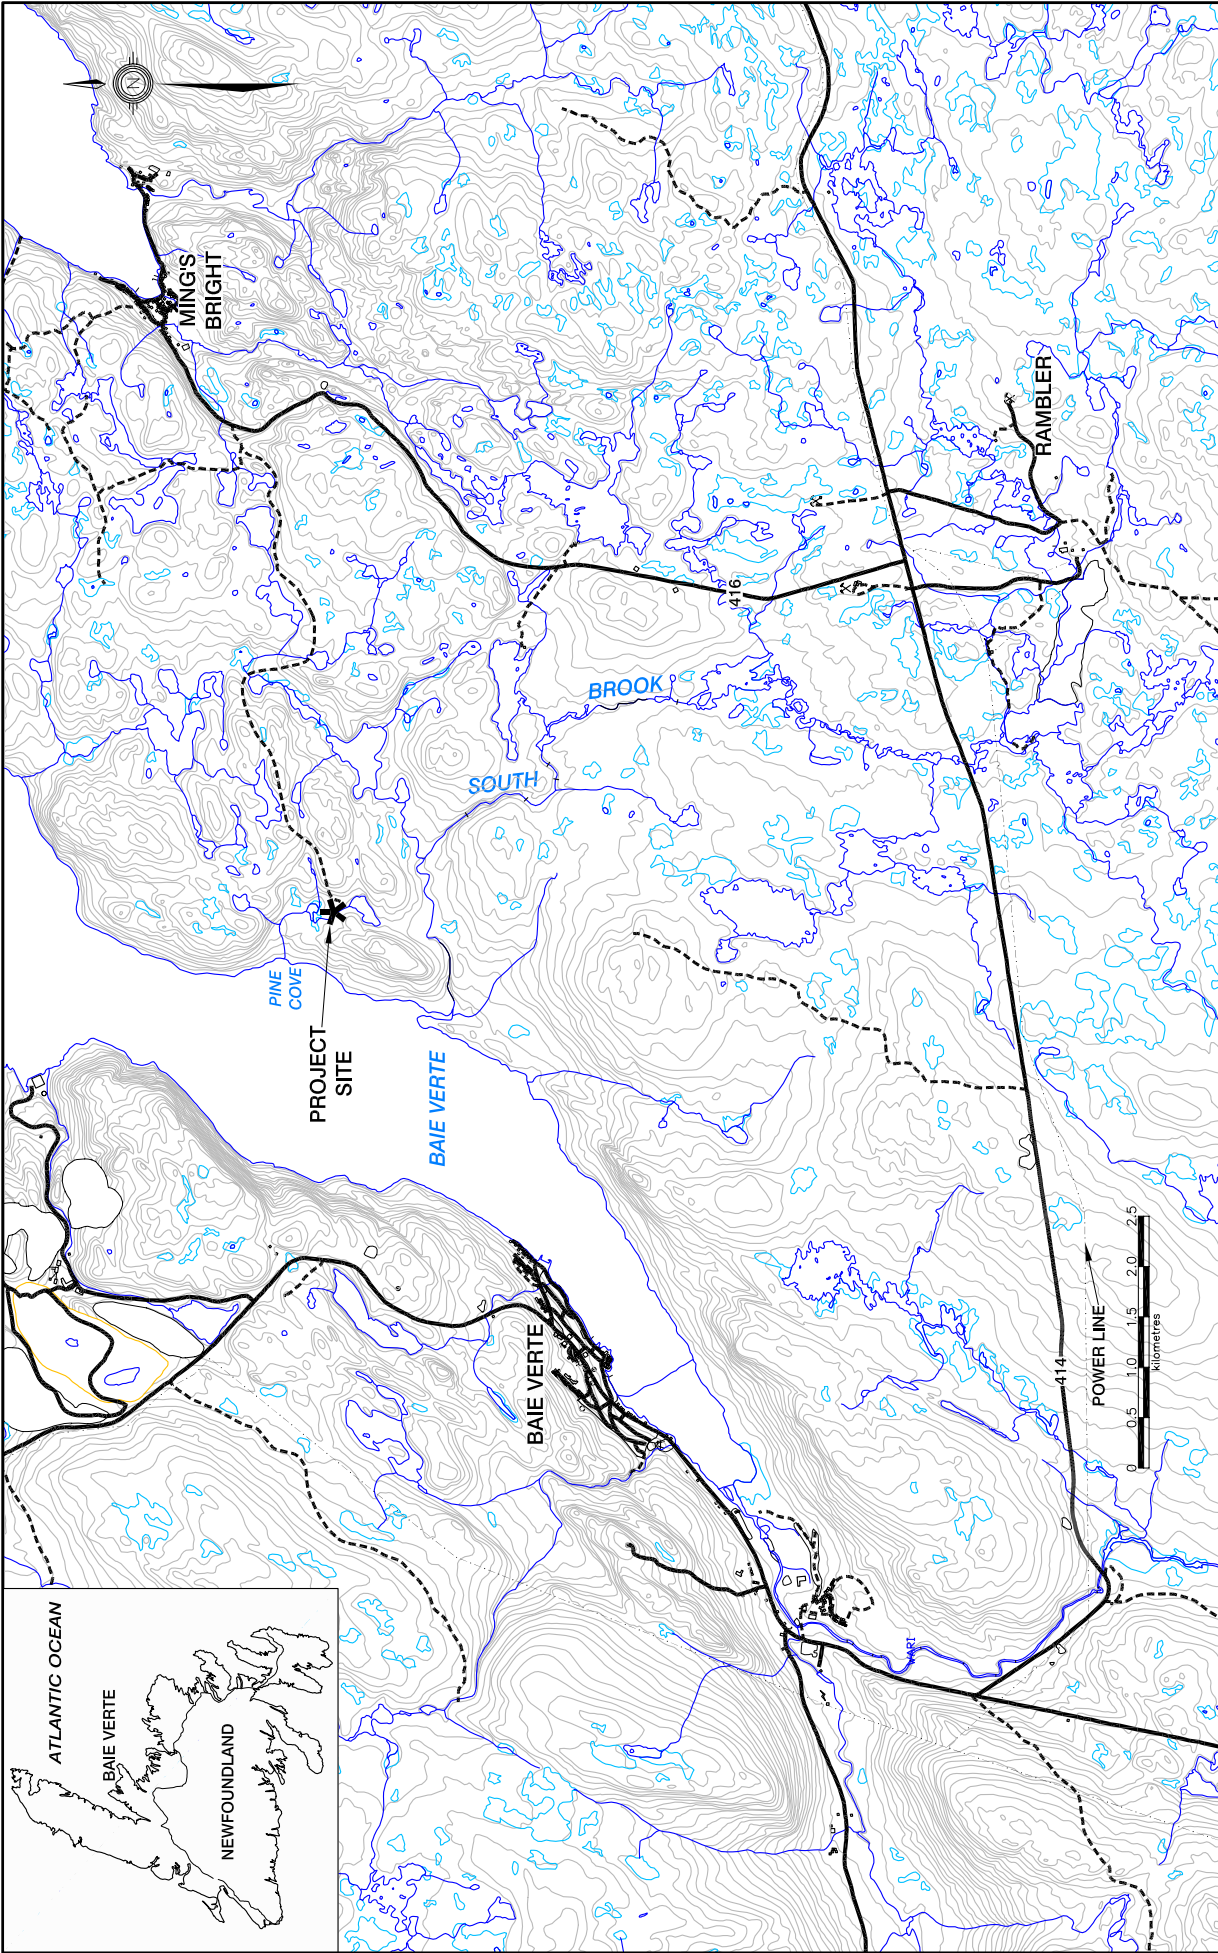 ATLANTIC OCEAN
BAIE VERTE
NEWFOUNDLAND
N
MING'S
BRIGHT
PINE
COVE
PROJECT
SITE
BAIE VERTE
SOUTH
BROOK
416
RAMBLER
BAIE VERTE
414
POWER LINE
WARI
0 0.5 1.0 1.5 2.0 2.5
kilometres